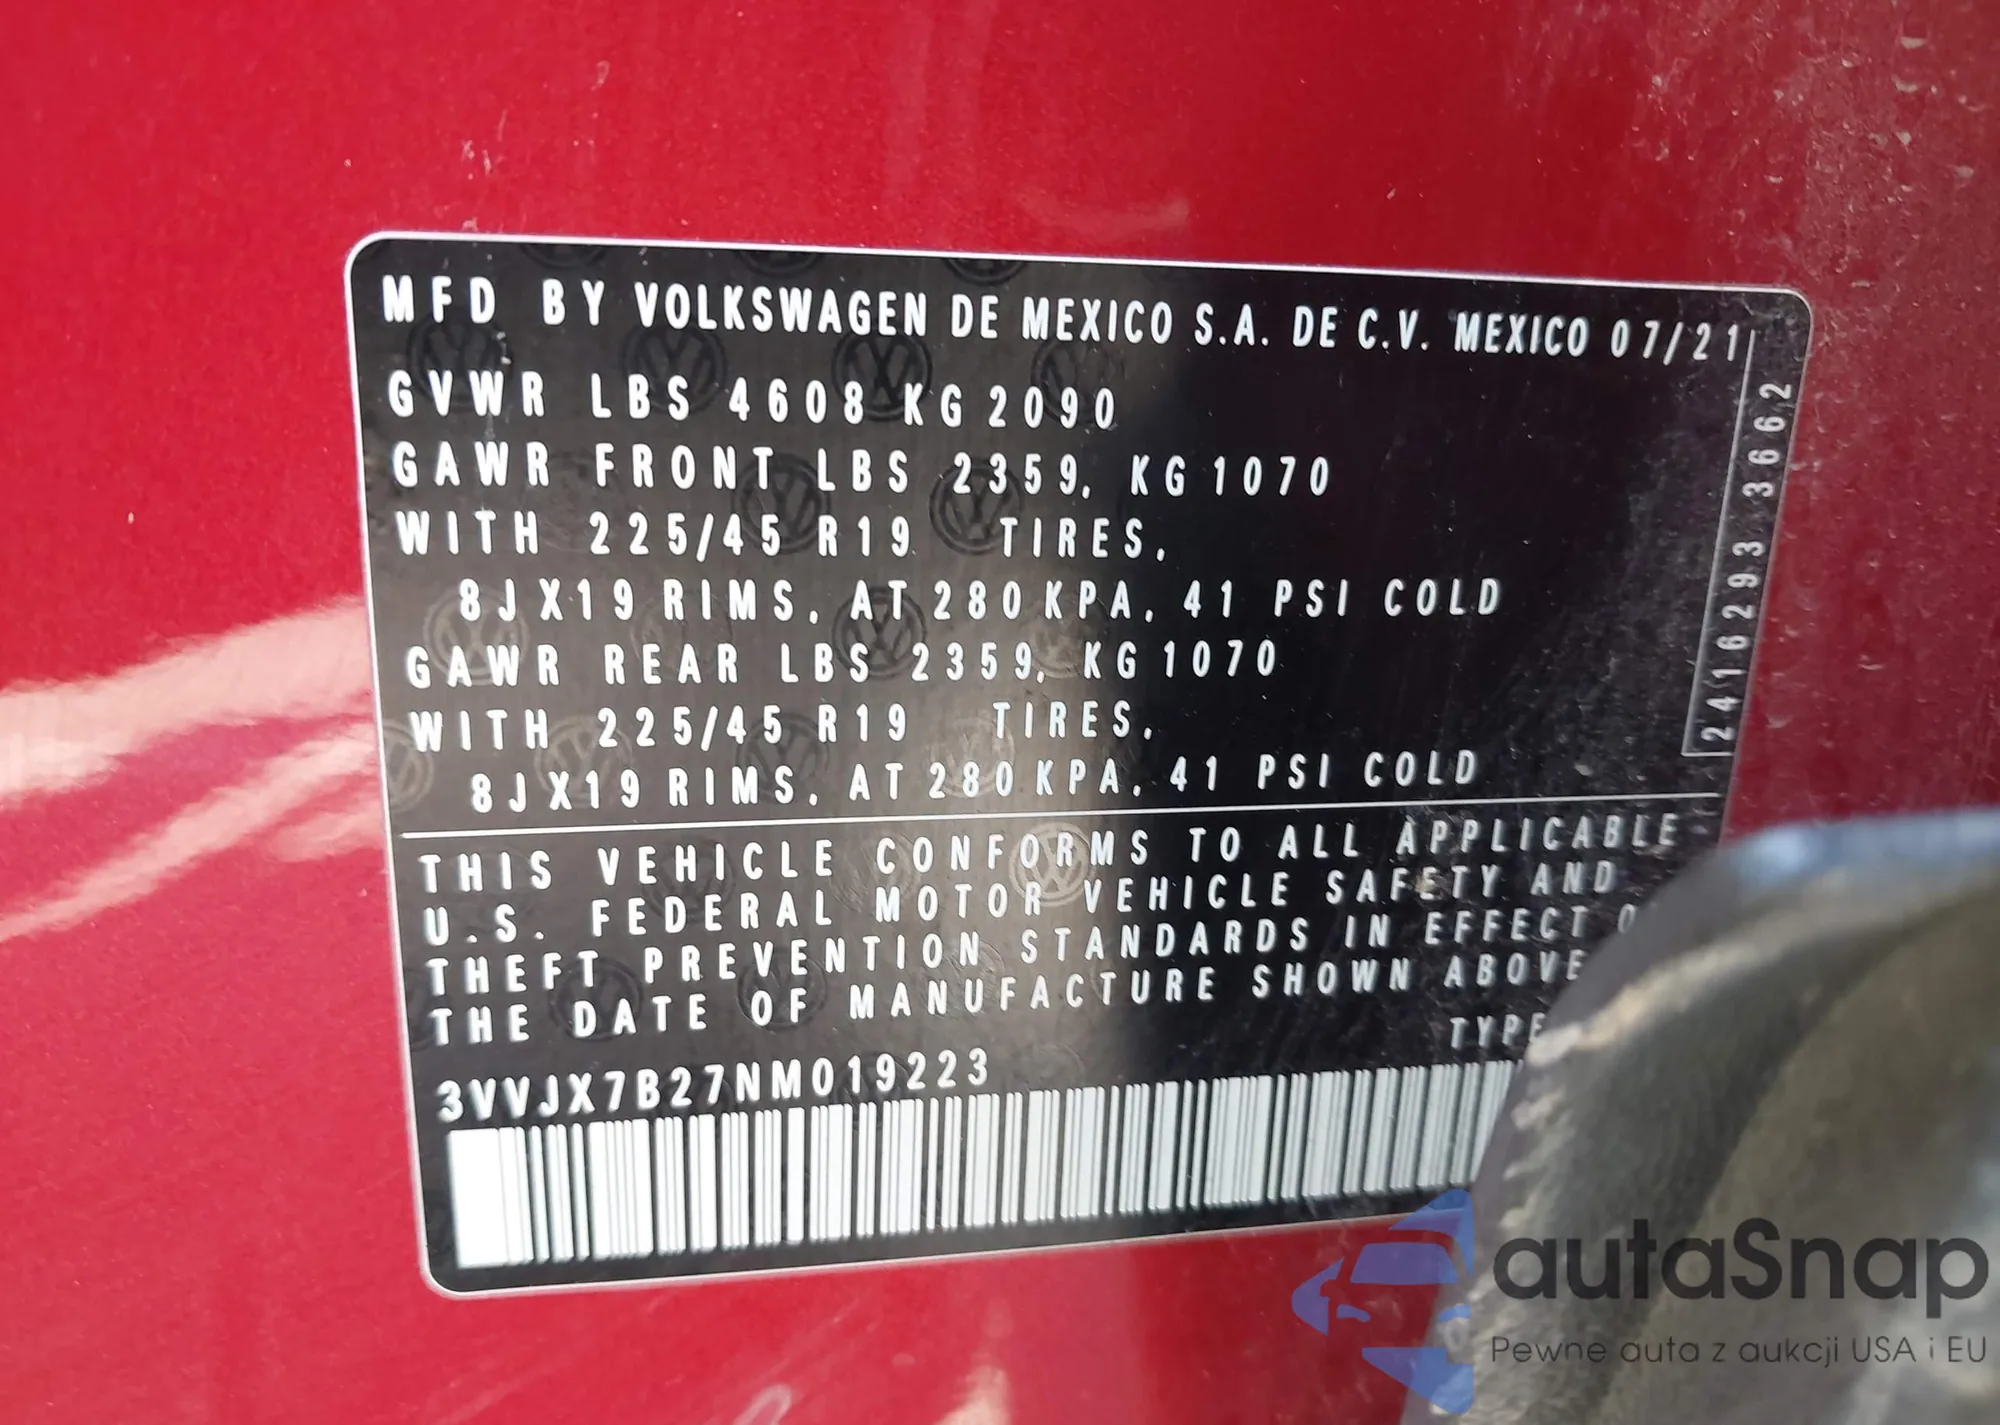 MFD BY VOLKSWAGEN DE MEXICO S.A. DE C.V. MEXICO 07/21
GVWR LBS 4608 KG 2090
GAWR FRONT LBS 2359, KG 1070
WITH 225/45 R19 TIRES,
8JX19 RIMS, AT 280 KPA, 41 PSI COLD
GAWR REAR LBS 2359, KG 1070
WITH 225/45 R19 TIRES,
8JX19 RIMS, AT 280 KPA, 41 PSI COLD
24162933662
THIS VEHICLE CONFORMS TO ALL APPLICABLE
U.S. FEDERAL MOTOR VEHICLE SAFETY AND
THEFT PREVENTION STANDARDS IN EFFECT
THE DATE OF MANUFACTURE SHOWN ABOVE
TYPE
3VVJX7B27NM019223
autaSnap
Pewne auta z aukcji USA i EU